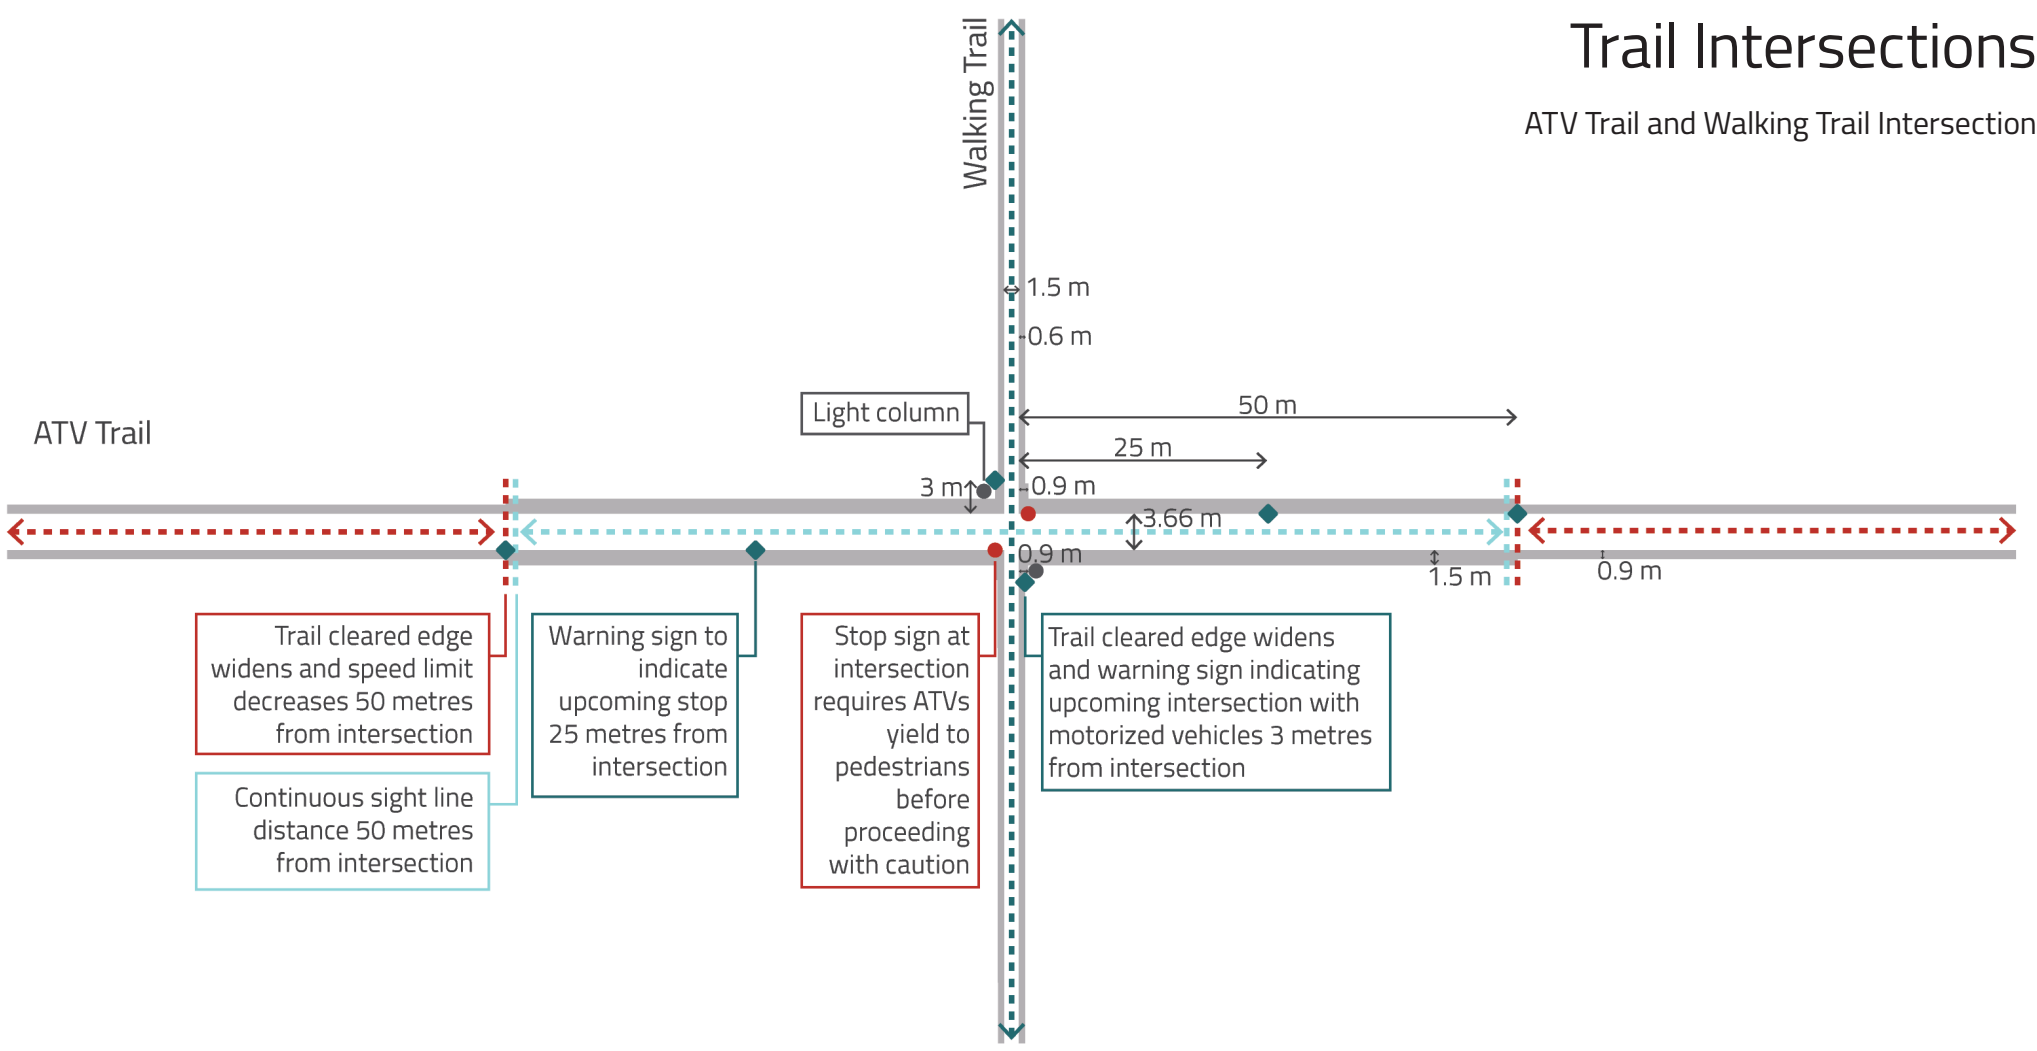 Trail Intersections
ATV Trail and Walking Trail Intersection
Walking Trail
1.5 m
0.6 m
50 m
Light column
ATV Trail
25 m
3 m
0.9 m
3.66 m
0.9 m
1.5 m
0.9 m
Trail cleared edge
widens and speed limit
decreases 50 metres
from intersection
Continuous sight line
distance 50 metres
from intersection
Warning sign to
indicate
upcoming stop
25 metres from
intersection
Stop sign at
intersection
requires ATVs
yield to
pedestrians
before
proceeding
with caution
Trail cleared edge widens
and warning sign indicating
upcoming intersection with
motorized vehicles 3 metres
from intersection